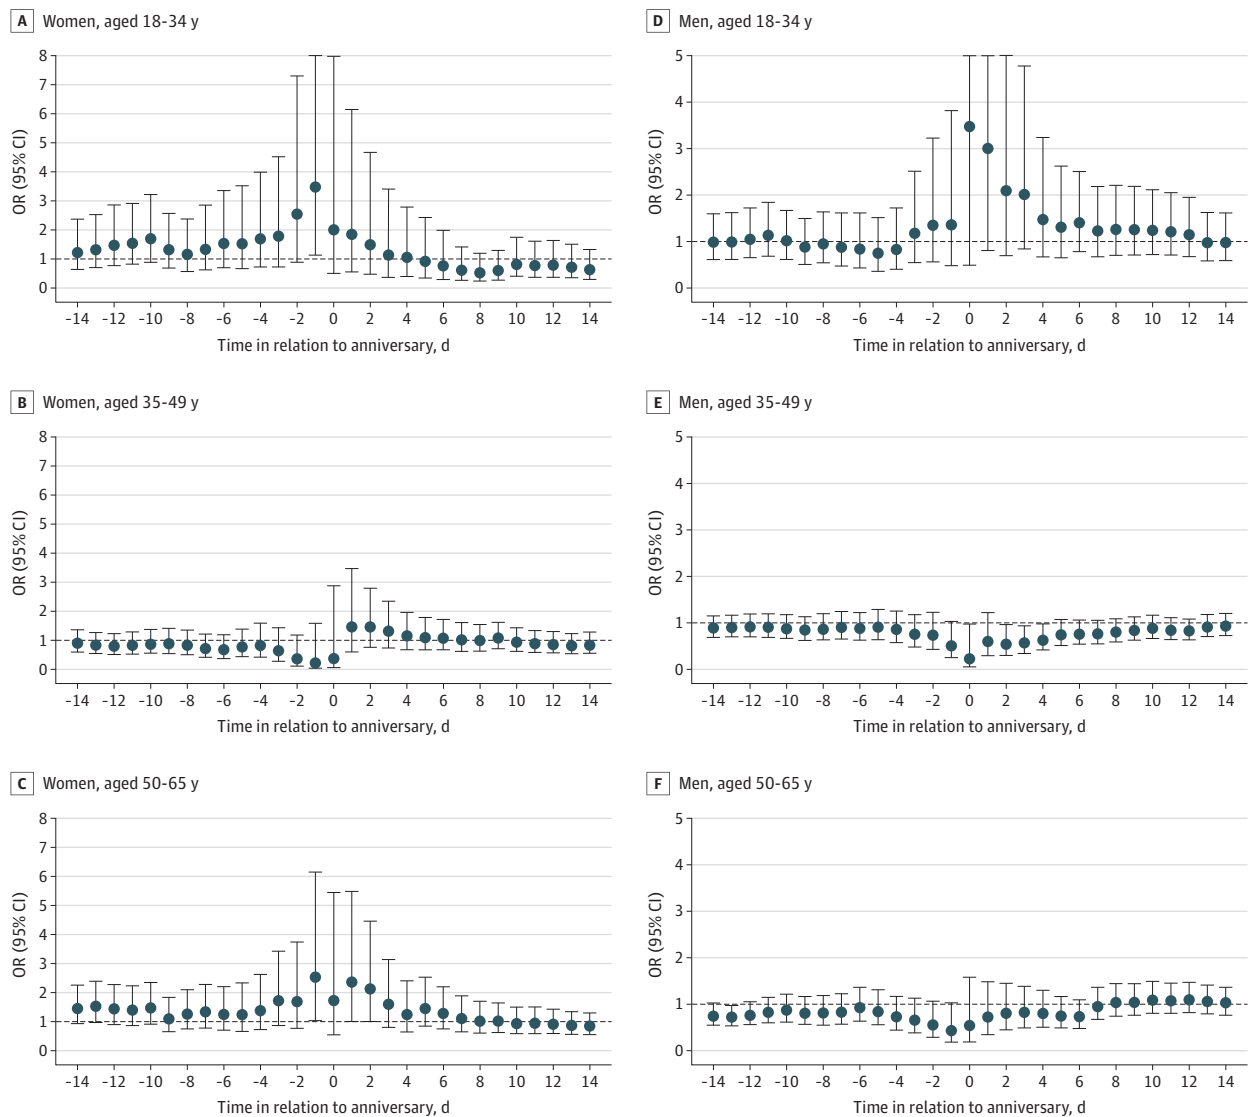 A Women, aged 18-34 y
OR (95% CI)
8
7
6
5
4
3
2
1
0
-14 -12 -10 -8 -6 -4 -2 0 2 4 6 8 10 12 14
Time in relation to anniversary, d
D Men, aged 18-34 y
OR (95% CI)
5
4
3
2
1
0
-14 -12 -10 -8 -6 -4 -2 0 2 4 6 8 10 12 14
Time in relation to anniversary, d
B Women, aged 35-49 y
OR (95% CI)
8
7
6
5
4
3
2
1
0
-14 -12 -10 -8 -6 -4 -2 0 2 4 6 8 10 12 14
Time in relation to anniversary, d
E Men, aged 35-49 y
OR (95% CI)
5
4
3
2
1
0
-14 -12 -10 -8 -6 -4 -2 0 2 4 6 8 10 12 14
Time in relation to anniversary, d
C Women, aged 50-65 y
OR (95% CI)
8
7
6
5
4
3
2
1
0
-14 -12 -10 -8 -6 -4 -2 0 2 4 6 8 10 12 14
Time in relation to anniversary, d
F Men, aged 50-65 y
OR (95% CI)
5
4
3
2
1
0
-14 -12 -10 -8 -6 -4 -2 0 2 4 6 8 10 12 14
Time in relation to anniversary, d